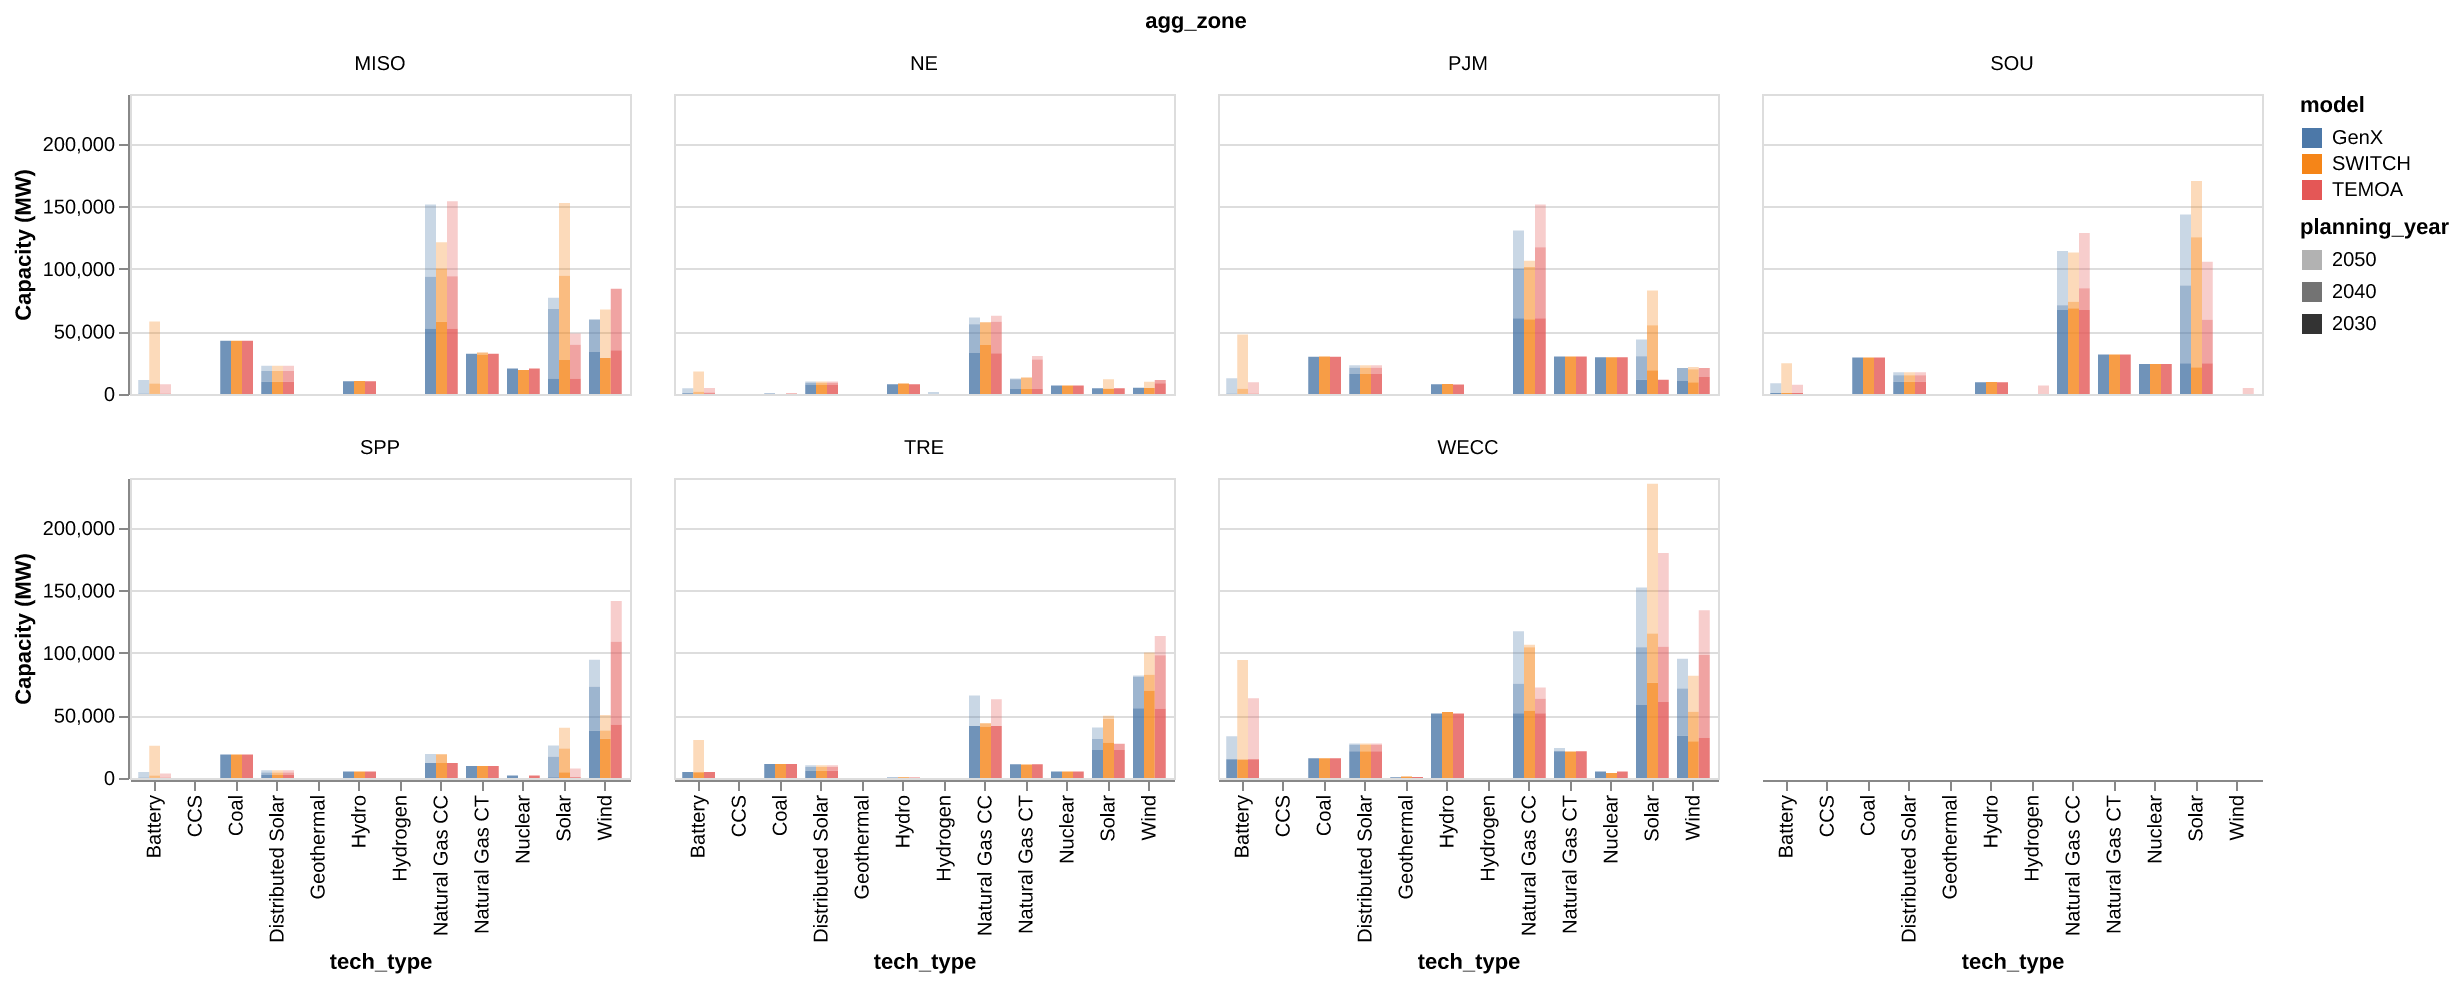 agg_zone
MISO
NE
PJM
SOU
Capacity (MW)
200,000
150,000
100,000
50,000
0
model
GenX
SWITCH
TEMOA
planning_year
2050
2040
2030
SPP
TRE
WECC
Capacity (MW)
200,000
150,000
100,000
50,000
0
Battery
CCS
Coal
Distributed Solar
Geothermal
Hydro
Hydrogen
Natural Gas CC
Natural Gas CT
Nuclear
Solar
Wind
Battery
CCS
Coal
Distributed Solar
Geothermal
Hydro
Hydrogen
Natural Gas CC
Natural Gas CT
Nuclear
Solar
Wind
Battery
CCS
Coal
Distributed Solar
Geothermal
Hydro
Hydrogen
Natural Gas CC
Natural Gas CT
Nuclear
Solar
Wind
Battery
CCS
Coal
Distributed Solar
Geothermal
Hydro
Hydrogen
Natural Gas CC
Natural Gas CT
Nuclear
Solar
Wind
tech_type
tech_type
tech_type
tech_type